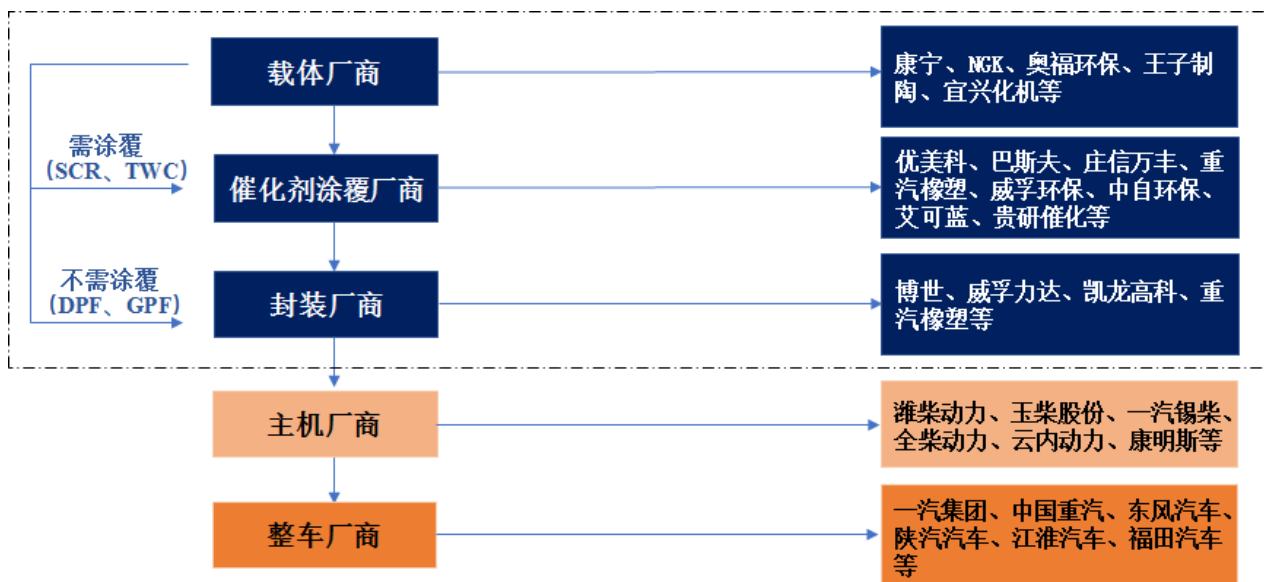 载体厂商
康宁、NGK、奥福环保、王子制
陶、宜兴化机等
需涂覆
(SCR、TWC)
催化剂涂覆厂商
优美科、巴斯夫、庄信万丰、重
汽橡塑、威孚环保、中自环保、
艾可蓝、贵研催化等
不需涂覆
(DPF、GPF)
封装厂商
博世、威孚力达、凯龙高科、重
汽橡塑等
主机厂商
潍柴动力、玉柴股份、一汽锡柴、
全柴动力、云内动力、康明斯等
整车厂商
一汽集团、中国重汽、东风汽车、
陕汽汽车、江淮汽车、福田汽车
等